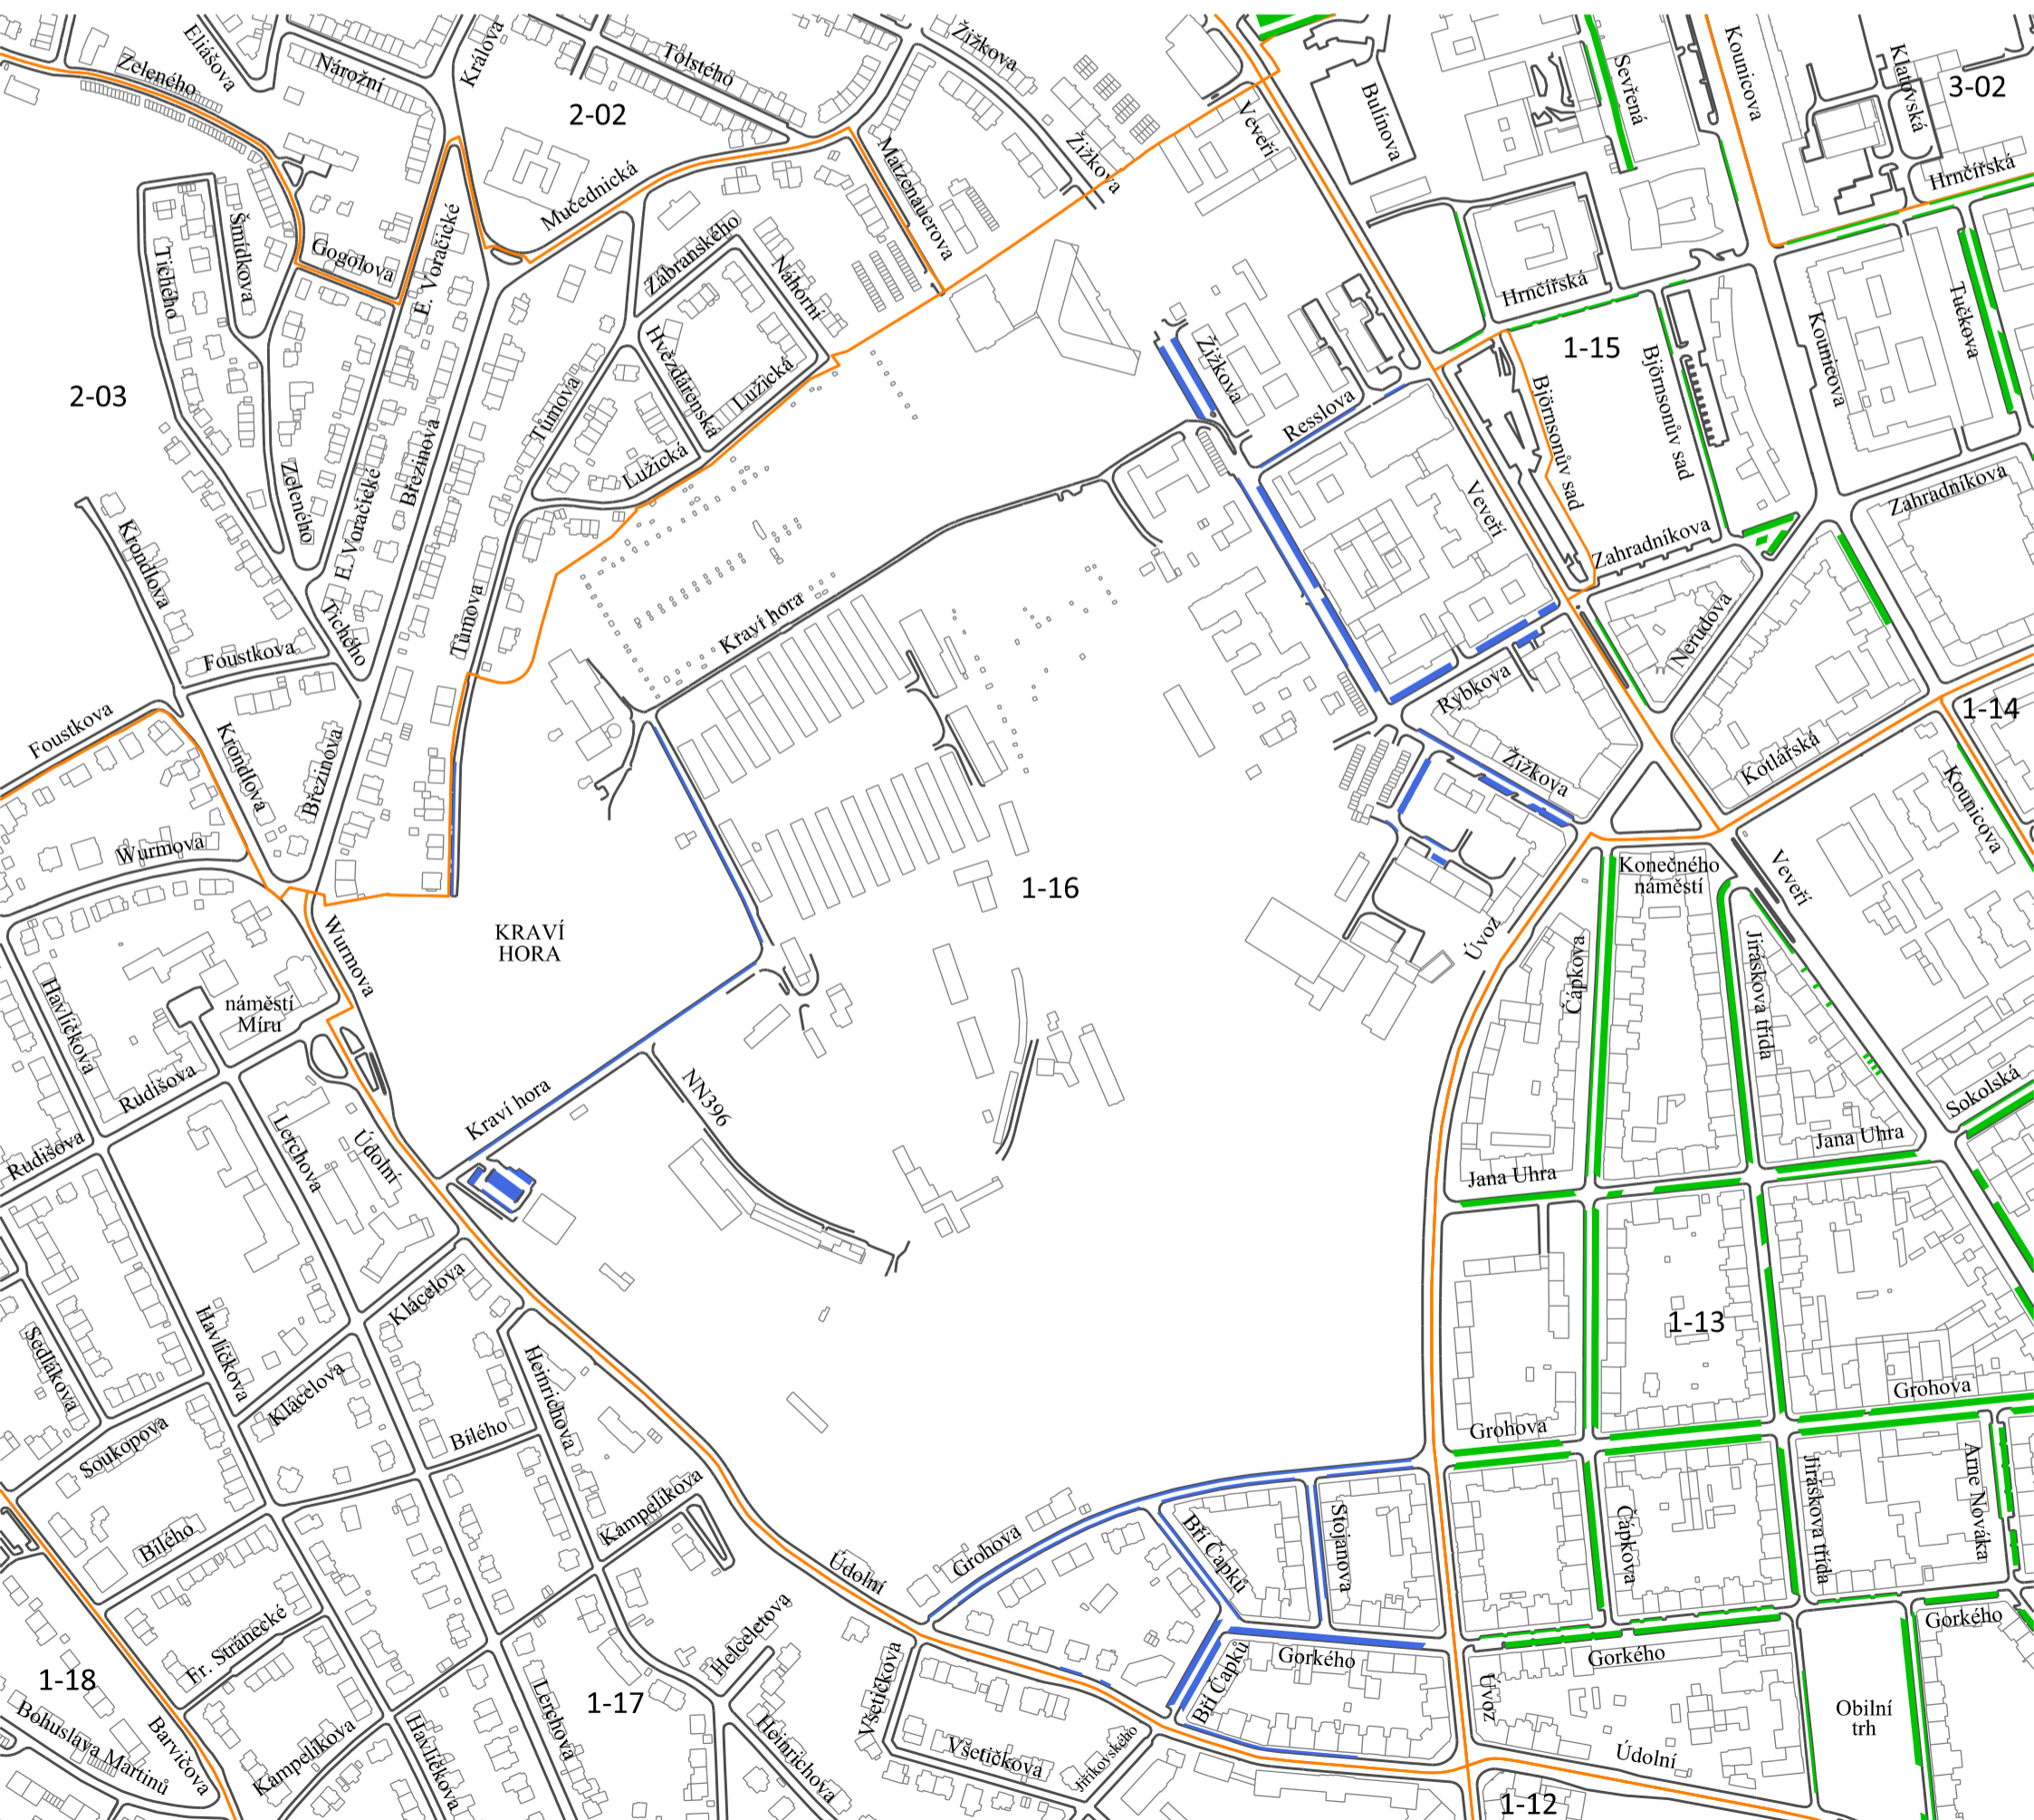 Eliášova
Králova
Žižkova
Zeleného
Nárožní
Tolstého
2-02
Kounicova
Sevřená
Klatovská
3-02
Bulínova
Veveří
Žižkova
Hrnčířská
Mučednická
Matzenauerova
Šmídkova
Tichého
Gogolova
E. Voračické
Zábranského
Náhorní
Hrnčířská
Tučkova
1-15
Kounicova
Hvězdárenská
Lužická
Žižkova
Björnsonův sad
Björnsonův sad
2-03
Tůmova
Resslova
Březinova
Lužická
Zeleného
E. Voračické
Veveří
Zahradníkova
Zahradníkova
Krondlova
Tichého
Kraví hora
Tůmova
Nerudova
Foustkova
Rybkova
1-14
Foustkova
Krondlova
Březinova
Žižkova
Kotlářská
Kounicova
Wurmova
1-16
Konečného
náměstí
Veveří
KRAVÍ
HORA
Wurmova
Úvoz
Čápkova
Jiráskova třída
Havlíčkova
náměstí
Míru
Rudišova
Kraví hora
NN396
Sokolská
Rudišova
Lerchova
Údolní
Jana Uhra
Jana Uhra
Klácelova
1-13
Sedlákova
Havlíčkova
Klácelova
Heinrichova
Grohova
Soukopova
Bílého
Grohova
Kampelíkova
Bílého
Grohova
Údolní
Bří Čapků
Stojanova
Čápkova
Jiráskova třída
Arne Nováka
Fr. Stránecké
Helceletova
Všetičkova
Bří Čapků
Gorkého
Gorkého
Gorkého
1-18
1-17
Lerchova
Úvoz
Obilní
trh
Bohuslava Martinů
Barvičova
Kampelíkova
Havlíčkova
Heinrichova
Všetičkova
Jiříkovského
Údolní
1-12